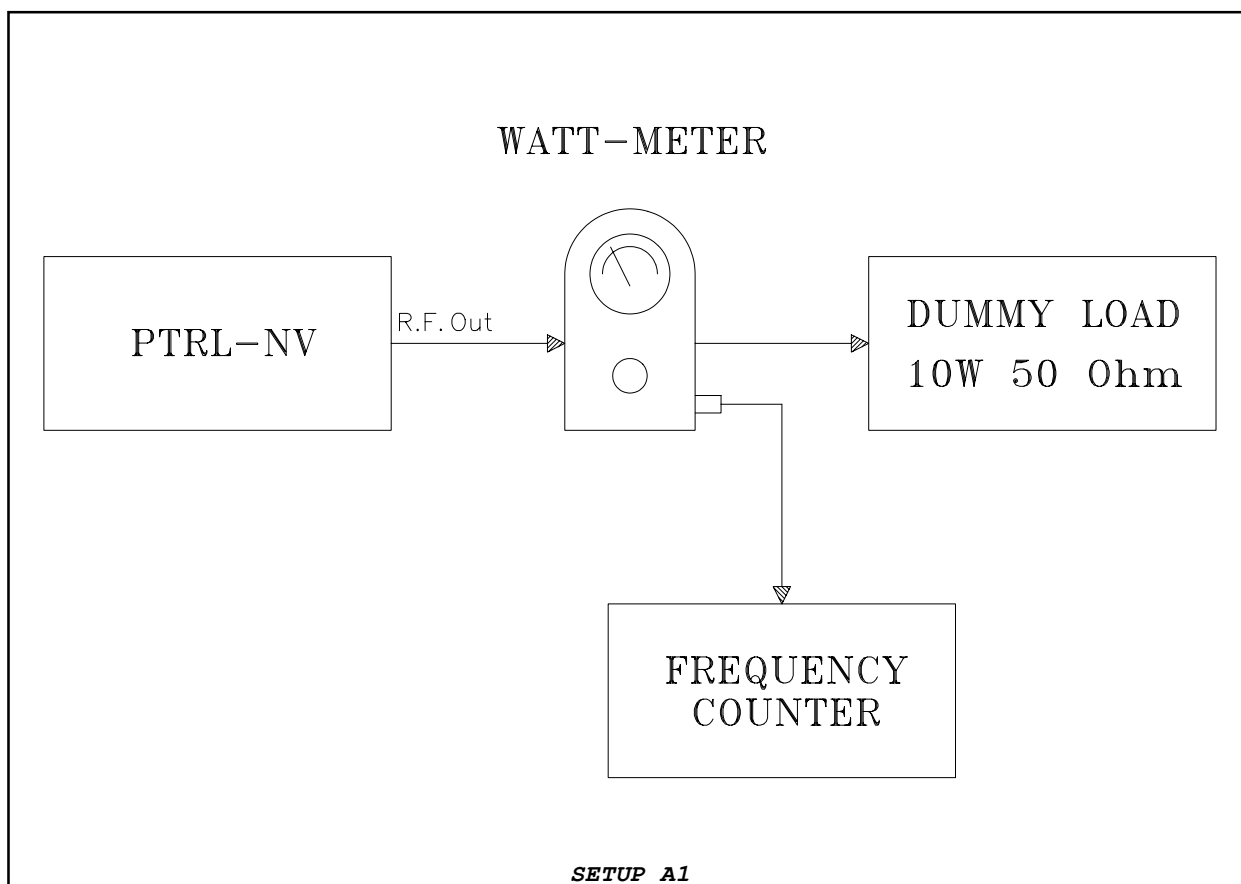 WATT-METER
PTRL-NV
R.F. Out
DUMMY LOAD
10W 50 Ohm
FREQUENCY
COUNTER
SETUP A1